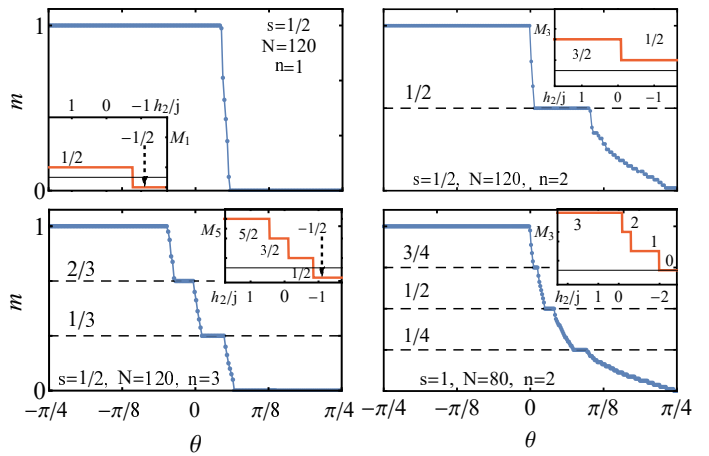 1
s=1/2
N=120
n=1
m
1 0 −1 h₂/j
−1/2
M₁
1/2
0
1
M₃
1/2
3/2
h₂/j 1 0 −1
1/2
s=1/2, N=120, n=2
0
1
M₅
5/2
3/2
−1/2
1/2
h₂/j 1 0 −1
2/3
1/3
m
s=1/2, N=120, n=3
0
−π/4 −π/8 0 π/8 π/4
θ
1
M₃
3
2
1
0
h₂/j 1 0 −2
3/4
1/2
1/4
s=1, N=80, n=2
0
−π/4 −π/8 0 π/8 π/4
θ